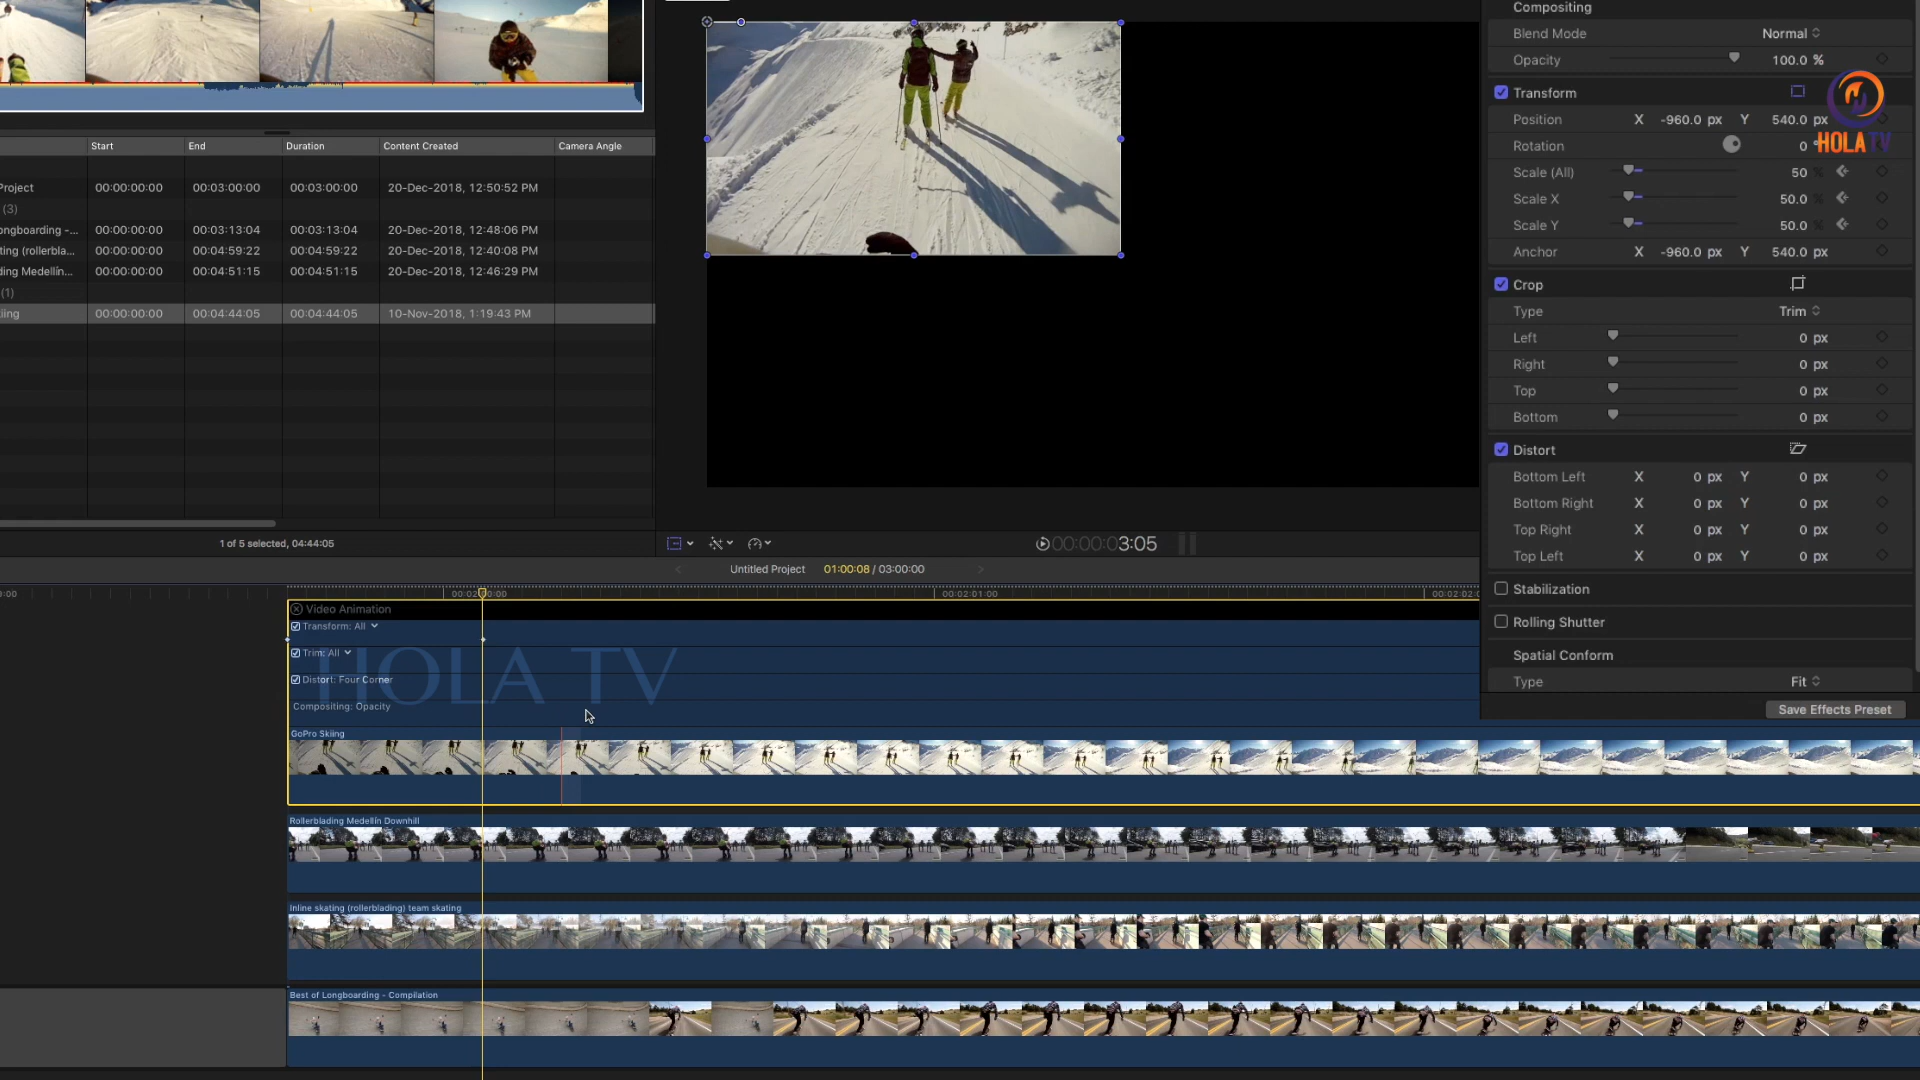 Compositing
Blend Mode Normal
Opacity 100.0 %
Transform
Position X -960.0 px Y 540.0 px
Rotation 0 °
HOLA TV
Scale (All) 50 %
Scale X 50.0 %
Scale Y 50.0 %
Anchor X -960.0 px Y 540.0 px
Crop
Type Trim
Left 0 px
Right 0 px
Top 0 px
Bottom 0 px
Distort
Bottom Left X 0 px Y 0 px
Bottom Right X 0 px Y 0 px
Top Right X 0 px Y 0 px
Top Left X 0 px Y 0 px
Stabilization
Rolling Shutter
Spatial Conform
Type Fit
Save Effects Preset
Start End Duration Content Created Camera Angle
Project 00:00:00:00 00:03:00:00 00:03:00:00 20-Dec-2018, 12:50:52 PM
(3)
ongboarding -... 00:00:00:00 00:03:13:04 00:03:13:04 20-Dec-2018, 12:48:06 PM
ting (rollerbla... 00:00:00:00 00:04:59:22 00:04:59:22 20-Dec-2018, 12:40:08 PM
ding Medellín... 00:00:00:00 00:04:51:15 00:04:51:15 20-Dec-2018, 12:46:29 PM
(1)
iing 00:00:00:00 00:04:44:05 00:04:44:05 10-Nov-2018, 1:19:43 PM
1 of 5 selected, 04:44:05
00:00:03:05
Untitled Project 01:00:08 / 03:00:00
:00 00:02:00:00 00:02:01:00 00:02:02:0
Video Animation
Transform: All
Trim: All
Distort: Four Corner
Compositing: Opacity
HOLA TV
GoPro Skiing
Rollerblading Medellín Downhill
Inline skating (rollerblading) team skating
Best of Longboarding - Compilation